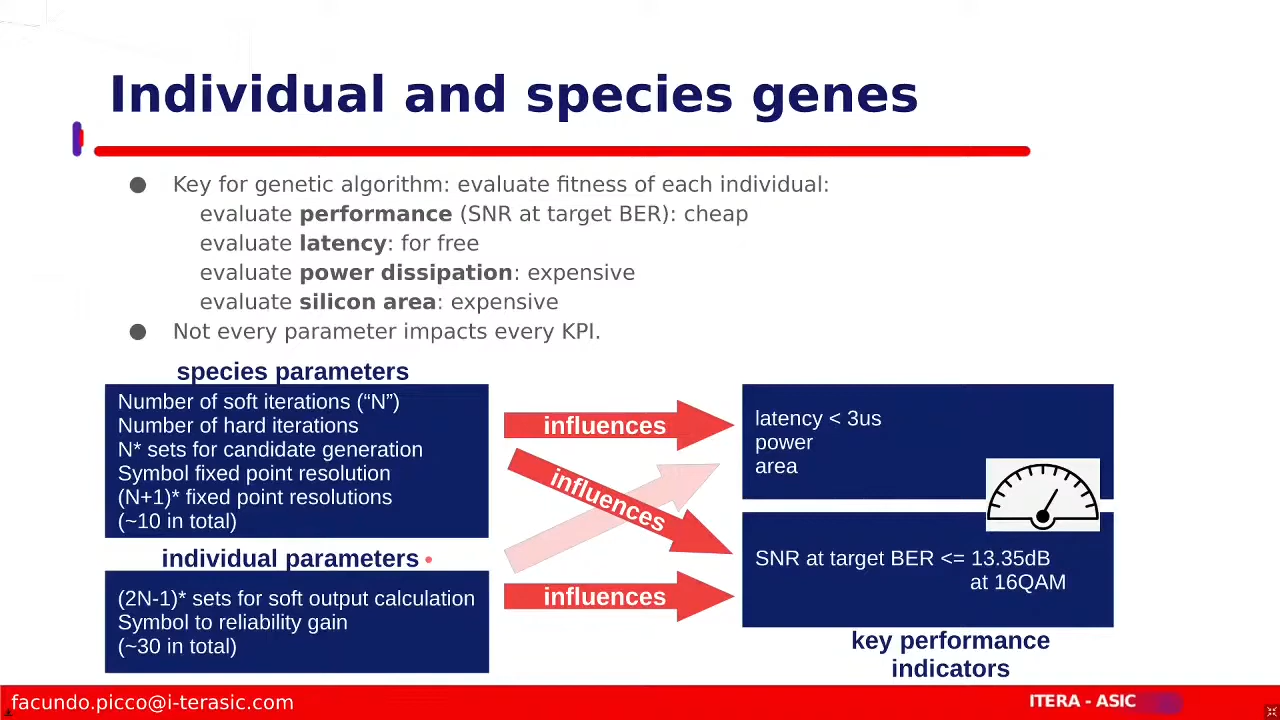 Individual and species genes
● Key for genetic algorithm: evaluate fitness of each individual:
evaluate performance (SNR at target BER): cheap
evaluate latency: for free
evaluate power dissipation: expensive
evaluate silicon area: expensive
● Not every parameter impacts every KPI.
species parameters
Number of soft iterations (“N”)
Number of hard iterations
N* sets for candidate generation
Symbol fixed point resolution
(N+1)* fixed point resolutions
(~10 in total)
individual parameters
(2N-1)* sets for soft output calculation
Symbol to reliability gain
(~30 in total)
influences
influences
influences
latency < 3us
power
area
SNR at target BER <= 13.35dB
at 16QAM
key performance
indicators
facundo.picco@i-terasic.com
ITERA - ASIC